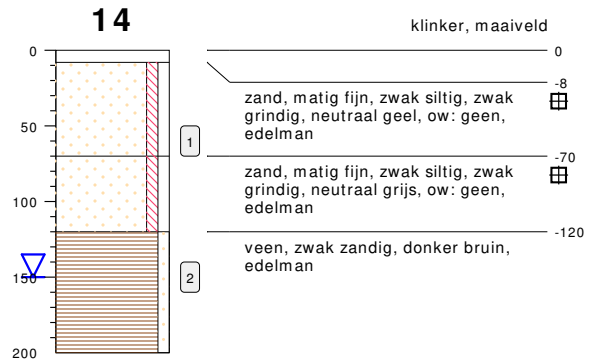 14
klinker, maaiveld
0
0
-8
zand, matig fijn, zwak siltig, zwak
grindig, neutraal geel, ow: geen,
edelman
50
1
-70
zand, matig fijn, zwak siltig, zwak
grindig, neutraal grijs, ow: geen,
edelman
100
-120
veen, zwak zandig, donker bruin,
edelman
150
2
200